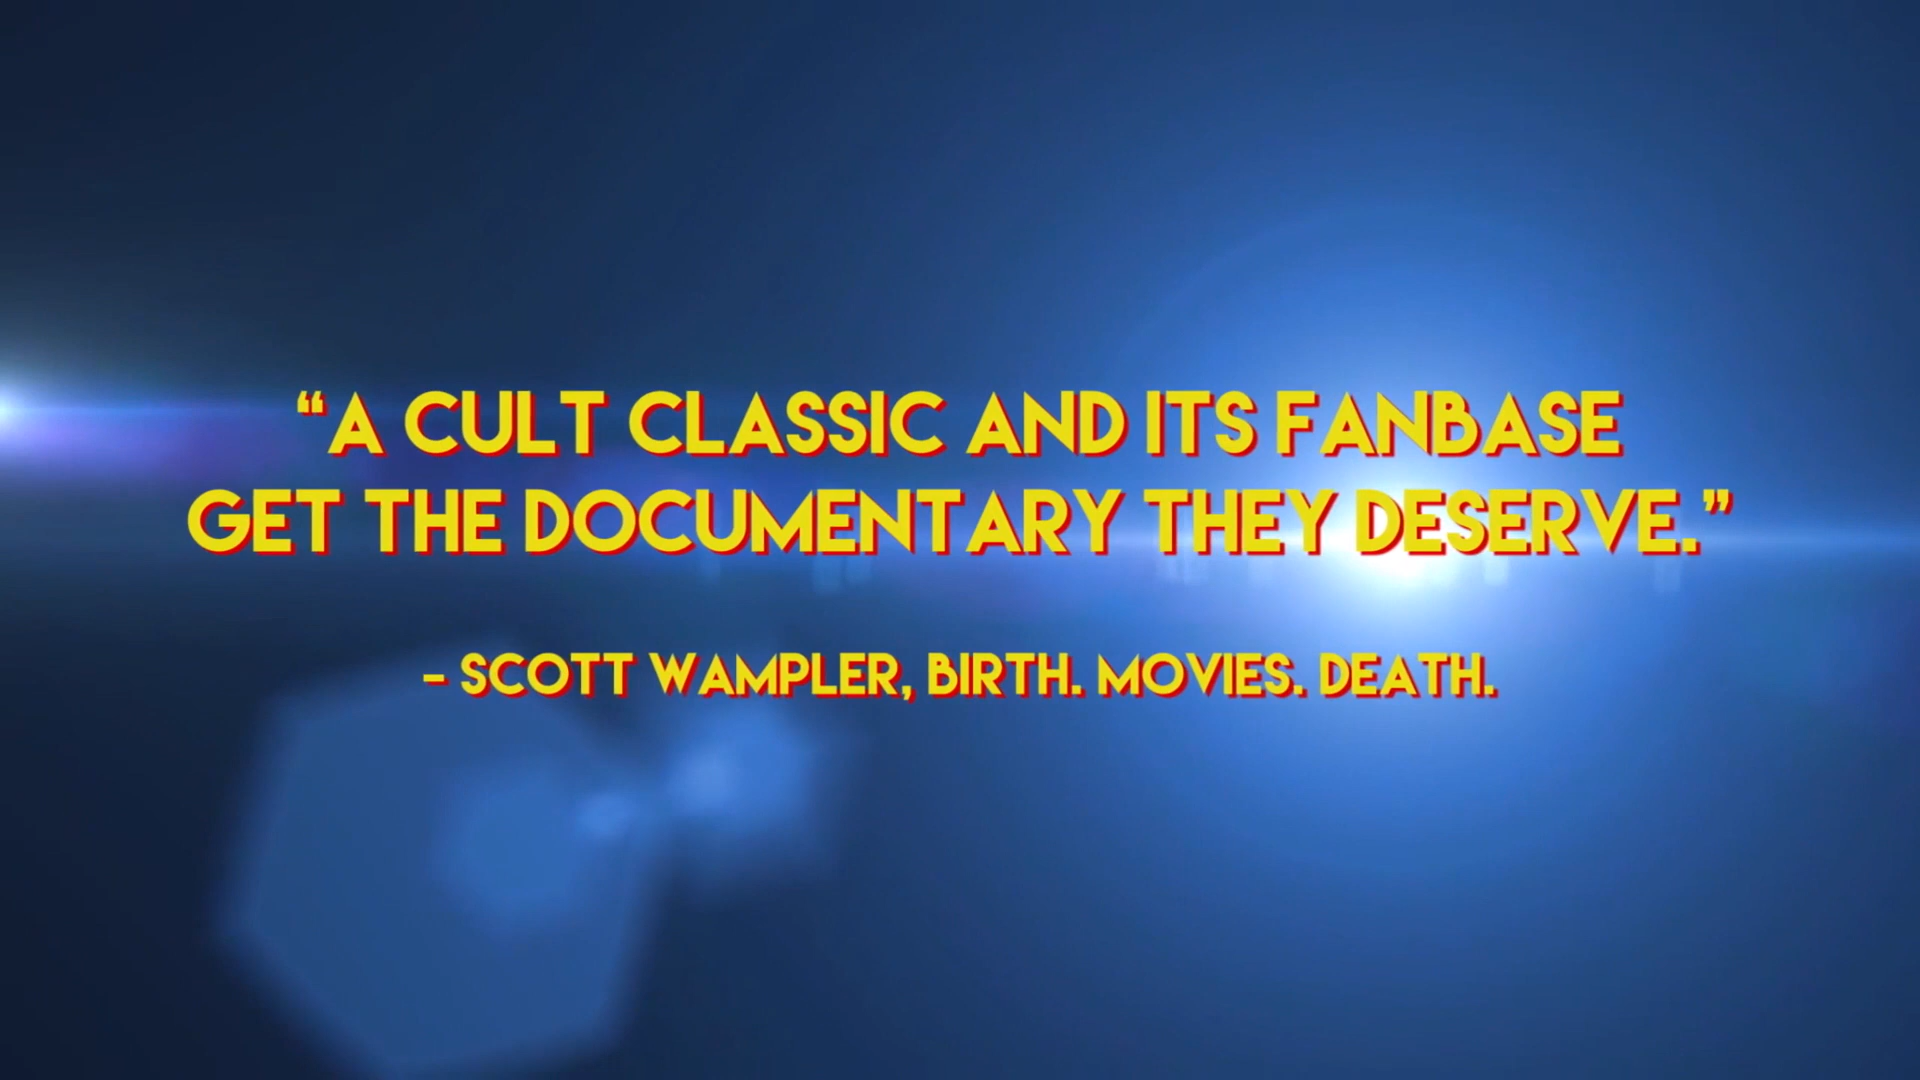 “A CULT CLASSIC AND ITS FANBASE
GET THE DOCUMENTARY THEY DESERVE.”
- SCOTT WAMPLER, BIRTH. MOVIES. DEATH.